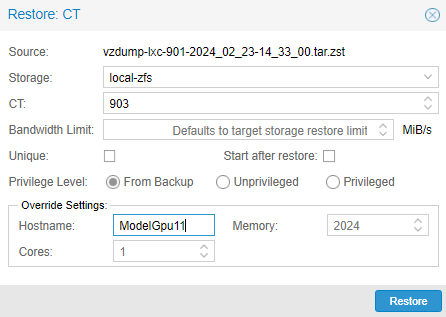 Restore: CT
Source: vzdump-lxc-901-2024_02_23-14_33_00.tar.zst
Storage: local-zfs
CT: 903
Bandwidth Limit: Defaults to target storage restore limit MiB/s
Unique: Start after restore:
Privilege Level: From Backup Unprivileged Privileged
Override Settings:
Hostname: ModelGpu11 Memory: 2024
Cores: 1
Restore